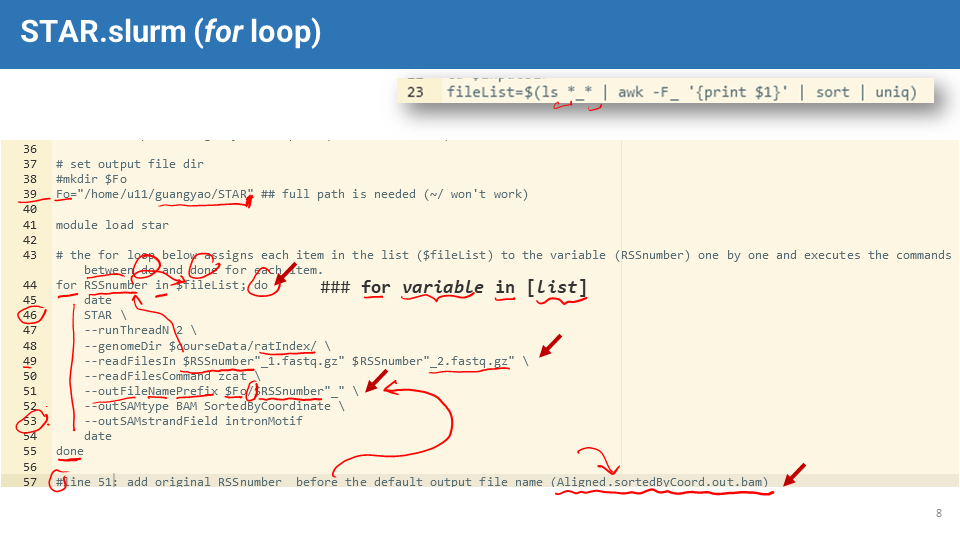 STAR.slurm (for loop)
23 fileList=$(ls *_* | awk -F_ '{print $1}' | sort | uniq)
36
37 # set output file dir
38 #mkdir $Fo
39 Fo="/home/u11/guangyao/STAR" ## full path is needed (~/ won't work)
40
41 module load star
42
43 # the for loop below assigns each item in the list ($fileList) to the variable (RSSnumber) one by one and executes the commands
between do and done for each item.
44 for RSSnumber in $fileList; do ### for variable in [list]
45 date
46 STAR \
47 --runThreadN 2 \
48 --genomeDir $courseData/ratIndex/ \
49 --readFilesIn $RSSnumber"_1.fastq.gz" $RSSnumber"_2.fastq.gz" \
50 --readFilesCommand zcat \
51 --outFileNamePrefix $Fo/$RSSnumber"_" \
52 --outSAMtype BAM SortedByCoordinate \
53 --outSAMstrandField intronMotif
54 date
55 done
56
57 #line 51: add original RSSnumber_ before the default output file name (Aligned.sortedByCoord.out.bam)
8